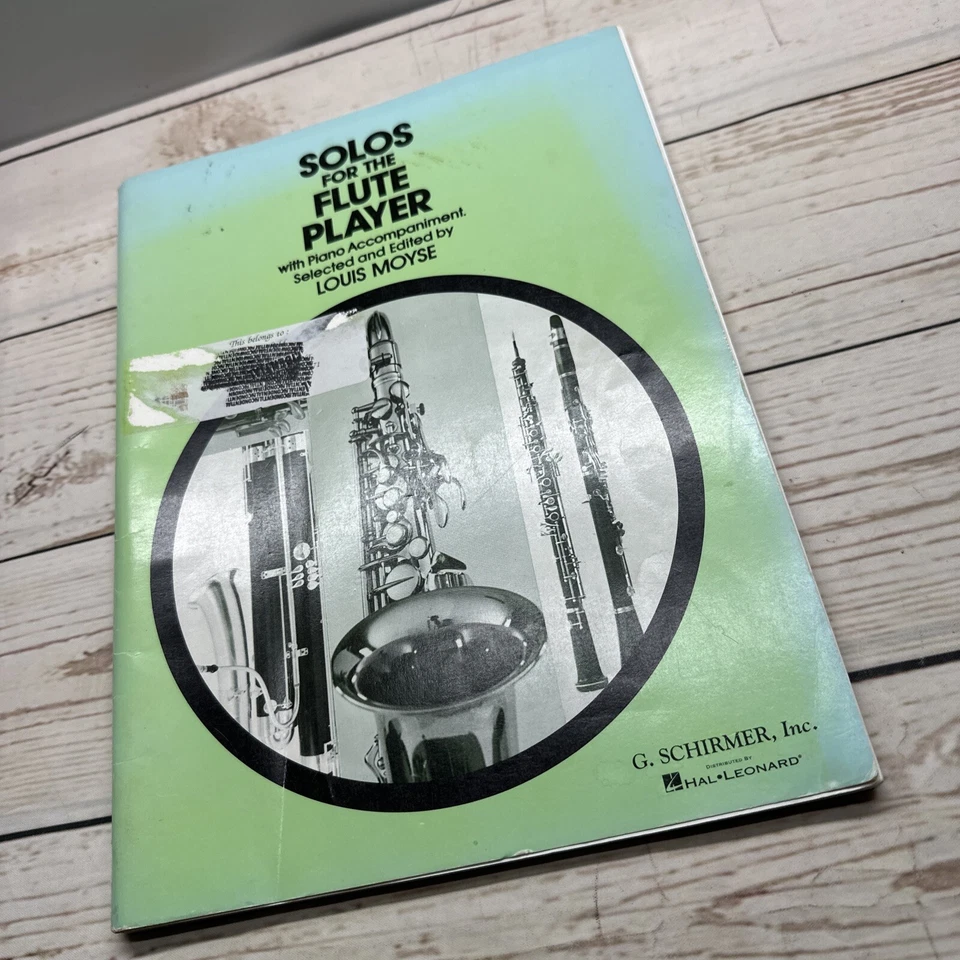 SOLOS
FOR THE
FLUTE
PLAYER
with Piano Accompaniment.
Selected and Edited by
LOUIS MOYSE
This belongs to:
G. SCHIRMER, Inc.
DISTRIBUTED BY
HAL•LEONARD®